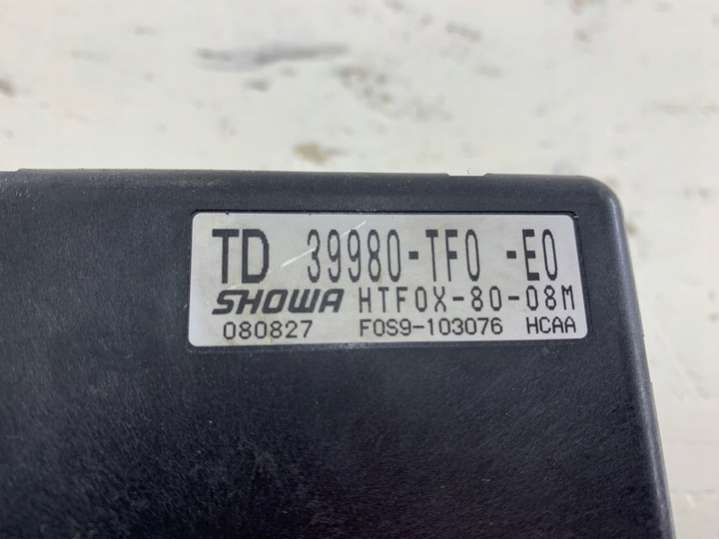 TD 39980-TF0 -E0
SHOWA HTF0X-80-08M
080827 F0S9-103076 HCAA